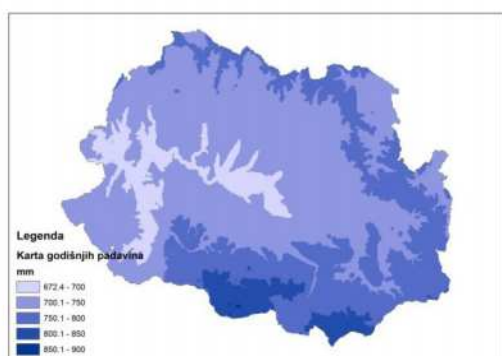 Legenda
Karta godišnjih padavina
mm
672.4 - 700
700.1 - 750
750.1 - 800
800.1 - 850
850.1 - 900